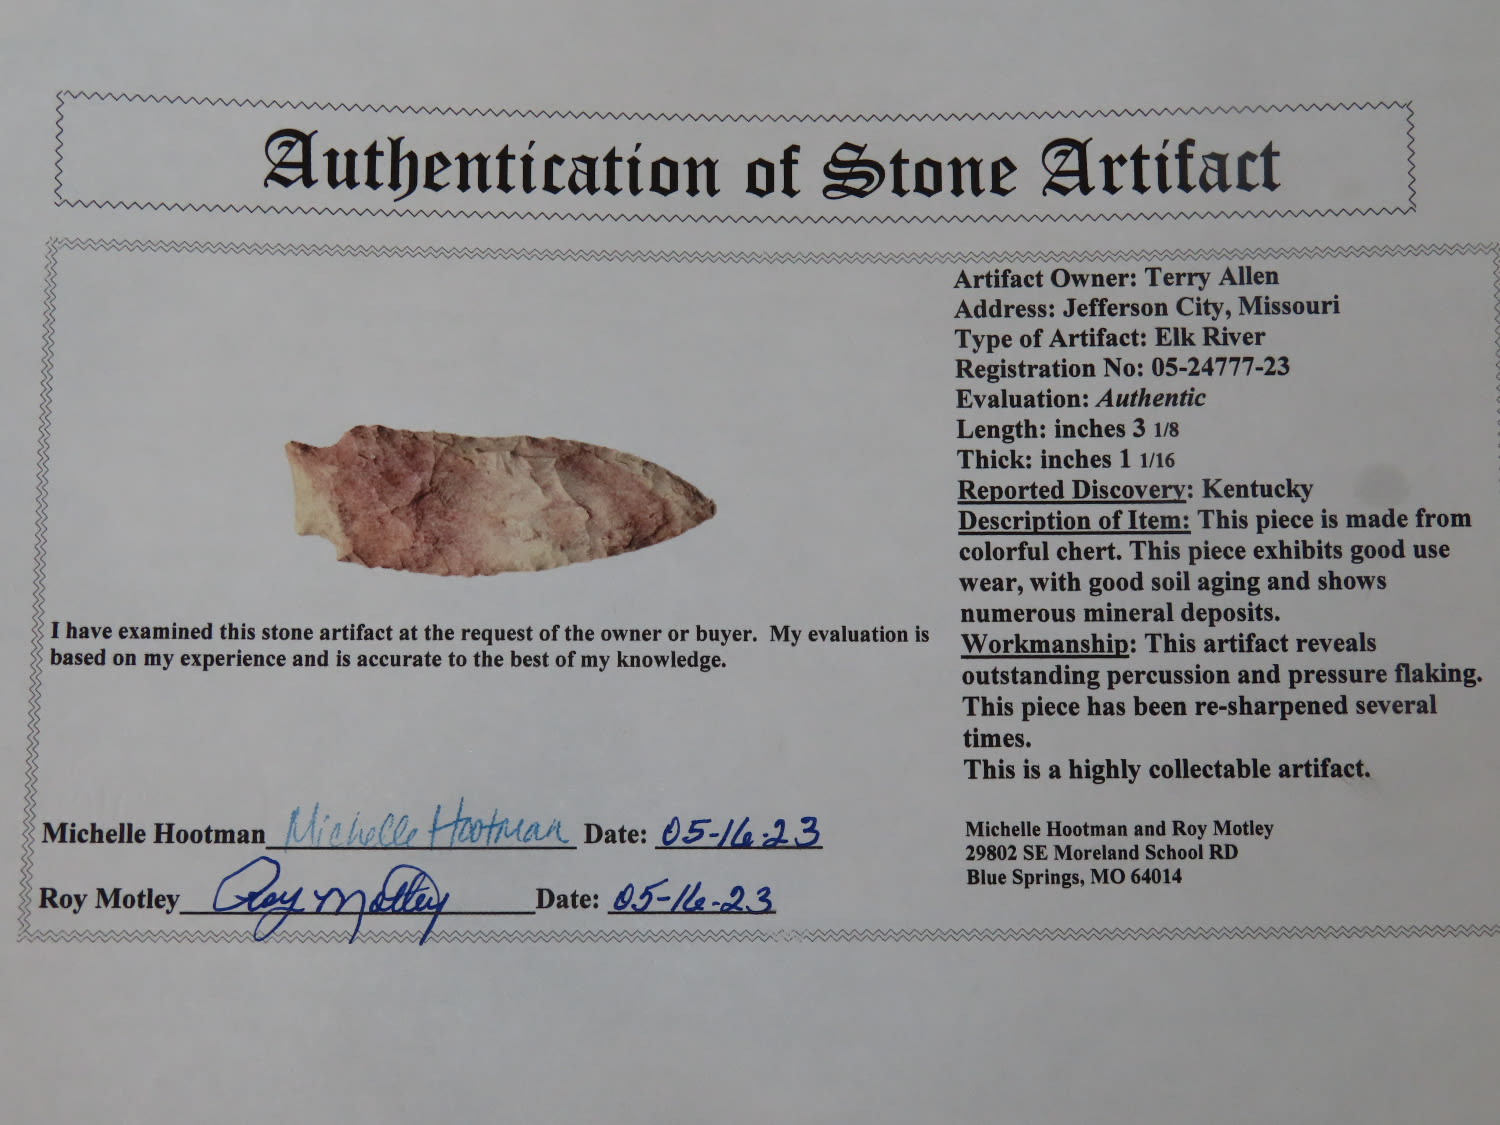 Authentication of Stone Artifact
Artifact Owner: Terry Allen
Address: Jefferson City, Missouri
Type of Artifact: Elk River
Registration No: 05-24777-23
Evaluation: Authentic
Length: inches 3 1/8
Thick: inches 1 1/16
Reported Discovery: Kentucky
Description of Item: This piece is made from
colorful chert. This piece exhibits good use
wear, with good soil aging and shows
numerous mineral deposits.
Workmanship: This artifact reveals
outstanding percussion and pressure flaking.
This piece has been re-sharpened several
times.
This is a highly collectable artifact.
I have examined this stone artifact at the request of the owner or buyer. My evaluation is
based on my experience and is accurate to the best of my knowledge.
Michelle Hootman Michelle Hootman Date: 05-16-23
Roy Motley Roy Motley Date: 05-16-23
Michelle Hootman and Roy Motley
29802 SE Moreland School RD
Blue Springs, MO 64014